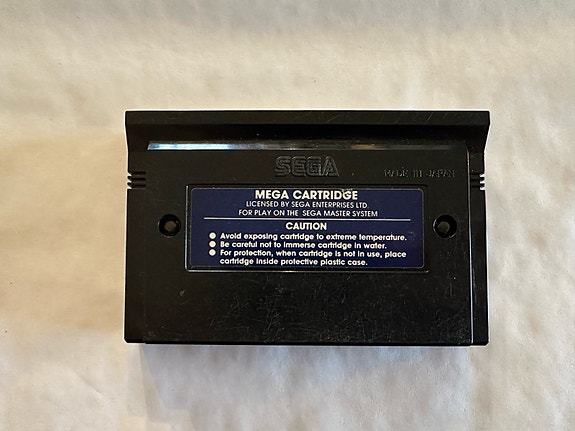 SEGA
MADE IN JAPAN
MEGA CARTRIDGE
LICENSED BY SEGA ENTERPRISES LTD.
FOR PLAY ON THE SEGA MASTER SYSTEM
CAUTION
● Avoid exposing cartridge to extreme temperature.
● Be careful not to immerse cartridge in water.
● For protection, when cartridge is not in use, place
cartridge inside protective plastic case.